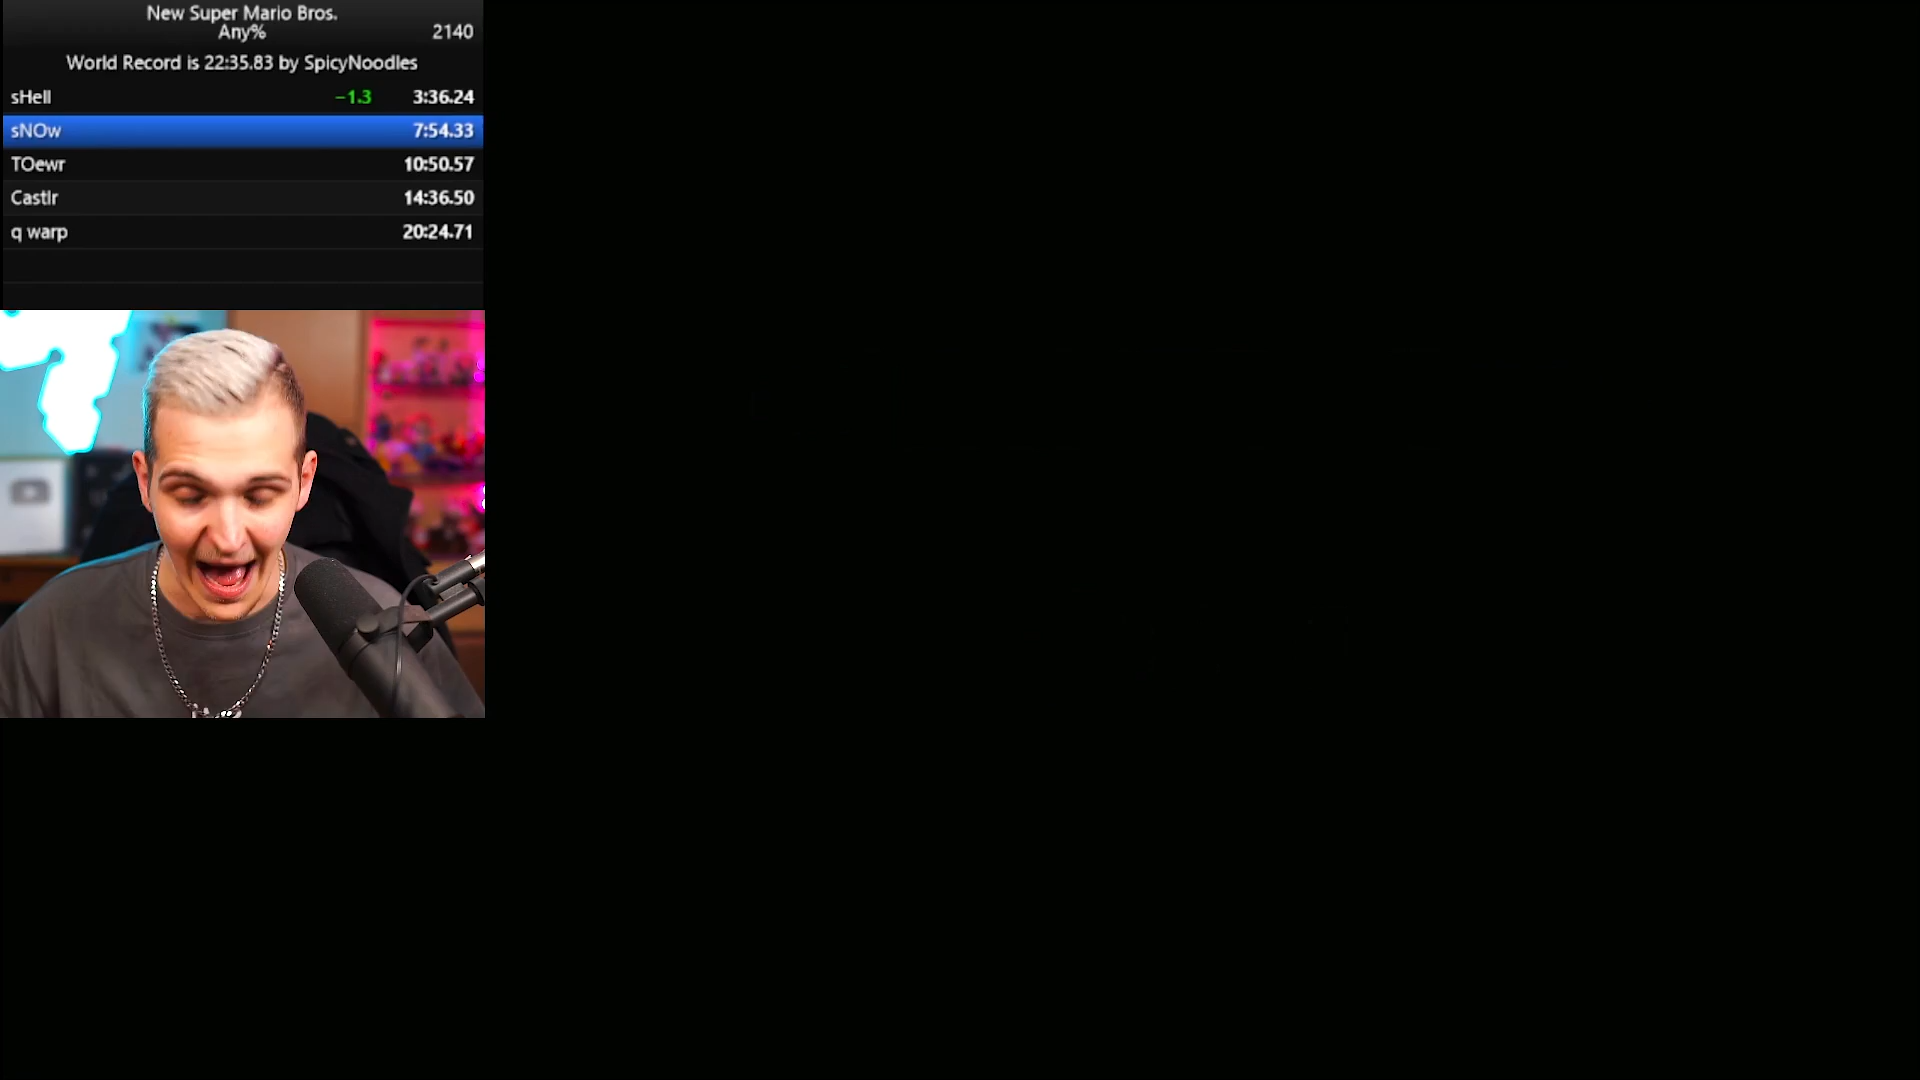 New Super Mario Bros.
Any% 2140
World Record is 22:35.83 by SpicyNoodles
sHell −1.3 3:36.24
sNOw 7:54.33
TOewr 10:50.57
Castlr 14:36.50
q warp 20:24.71